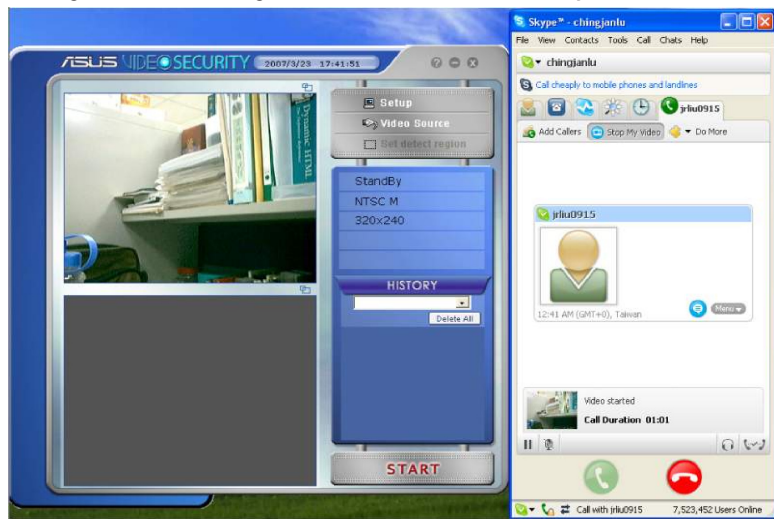 ASUS VIDEOSECURITY 2007/3/23 17:41:51
Dynamic HTML
Setup
Video Source
Set detect region
StandBy
NTSC M
320x240
HISTORY
Delete All
START
Skype™ - chingjanlu
File View Contacts Tools Call Chats Help
chingjanlu
Call cheaply to mobile phones and landlines
jrliu0915
Add Callers Stop My Video Do More
jrliu0915
12:41 AM (GMT+0), Taiwan
Menu
Video started
Call Duration 01:01
Call with jrliu0915 7,523,452 Users Online